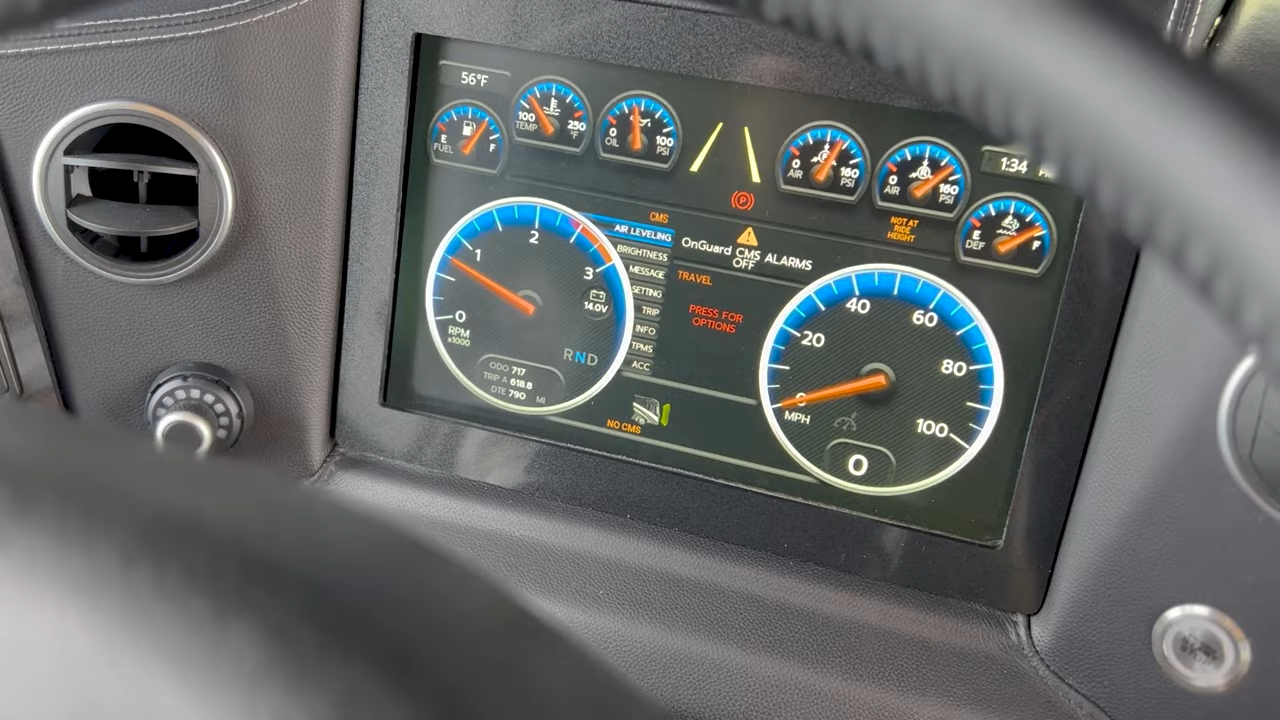 56°F
E
F
FUEL
100
250
TEMP
°F
0
100
OIL
PSI
0
160
AIR
PSI
0
160
AIR
PSI
1:34
NOT AT
RIDE
HEIGHT
E
F
DEF
P
0
1
2
3
RPM
x1000
14.0V
RND
ODO 717
TRIP A 618.8
DTE 790 MI
CMS
AIR LEVELING
BRIGHTNESS
MESSAGE
SETTING
TRIP
INFO
TPMS
ACC
OnGuard CMS ALARMS
OFF
TRAVEL
PRESS FOR
OPTIONS
NO CMS
0
20
40
60
80
100
MPH
0